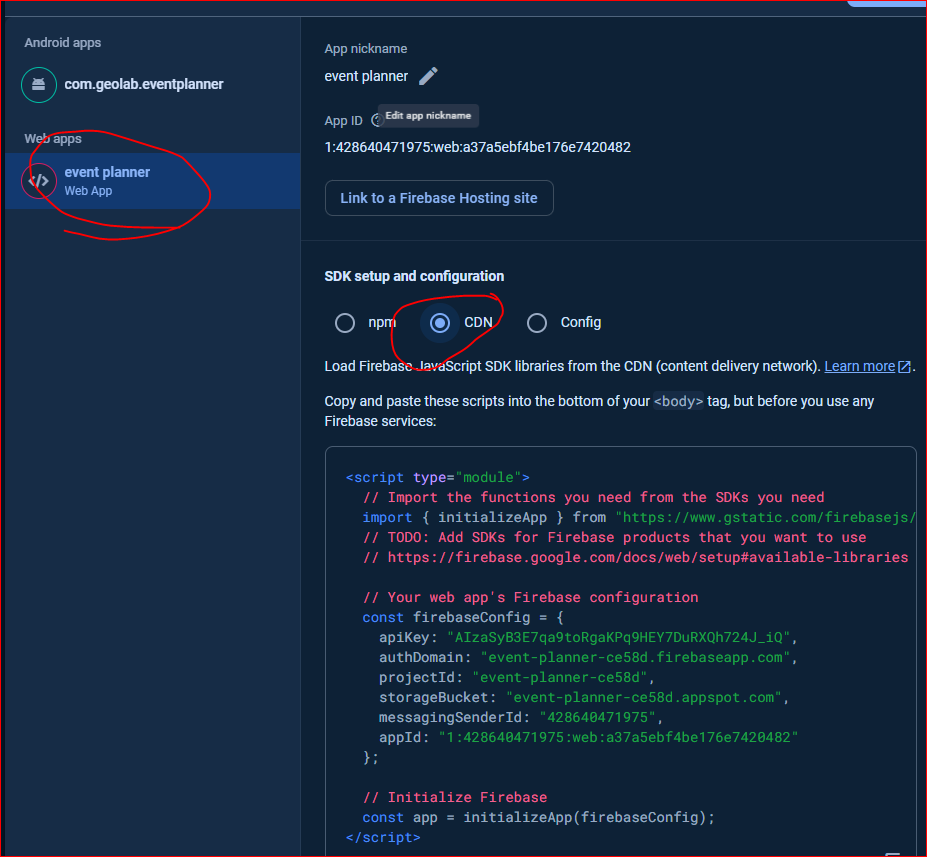 Android apps
com.geolab.eventplanner
Web apps
event planner
Web App
App nickname
event planner
App ID
Edit app nickname
1:428640471975:web:a37a5ebf4be176e7420482
Link to a Firebase Hosting site
SDK setup and configuration
npm CDN Config
Load Firebase JavaScript SDK libraries from the CDN (content delivery network). Learn more.
Copy and paste these scripts into the bottom of your <body> tag, but before you use any
Firebase services:
<script type="module">
// Import the functions you need from the SDKs you need
import { initializeApp } from "https://www.gstatic.com/firebasejs/
// TODO: Add SDKs for Firebase products that you want to use
// https://firebase.google.com/docs/web/setup#available-libraries
// Your web app's Firebase configuration
const firebaseConfig = {
apiKey: "AIzaSyB3E7qa9toRgaKPq9HEY7DuRXQh724J_iQ",
authDomain: "event-planner-ce58d.firebaseapp.com",
projectId: "event-planner-ce58d",
storageBucket: "event-planner-ce58d.appspot.com",
messagingSenderId: "428640471975",
appId: "1:428640471975:web:a37a5ebf4be176e7420482"
};
// Initialize Firebase
const app = initializeApp(firebaseConfig);
</script>